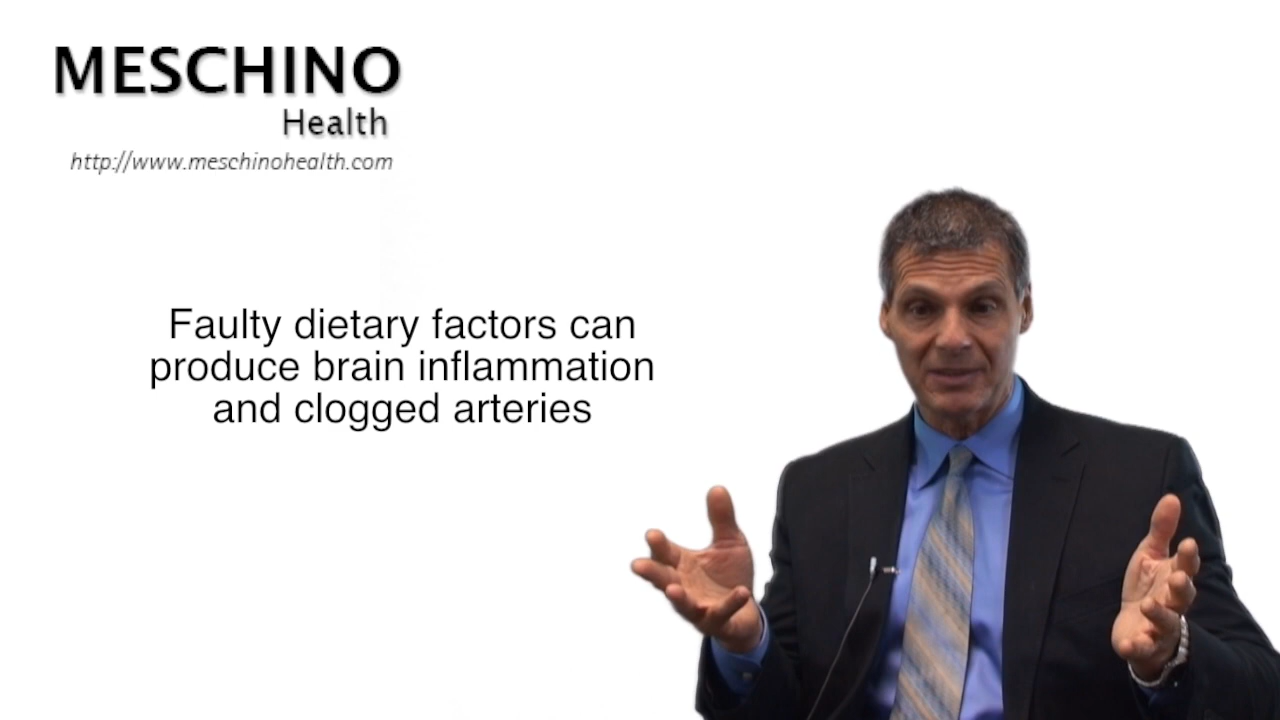 MESCHINO
Health
http://www.meschinohealth.com
Faulty dietary factors can
produce brain inflammation
and clogged arteries